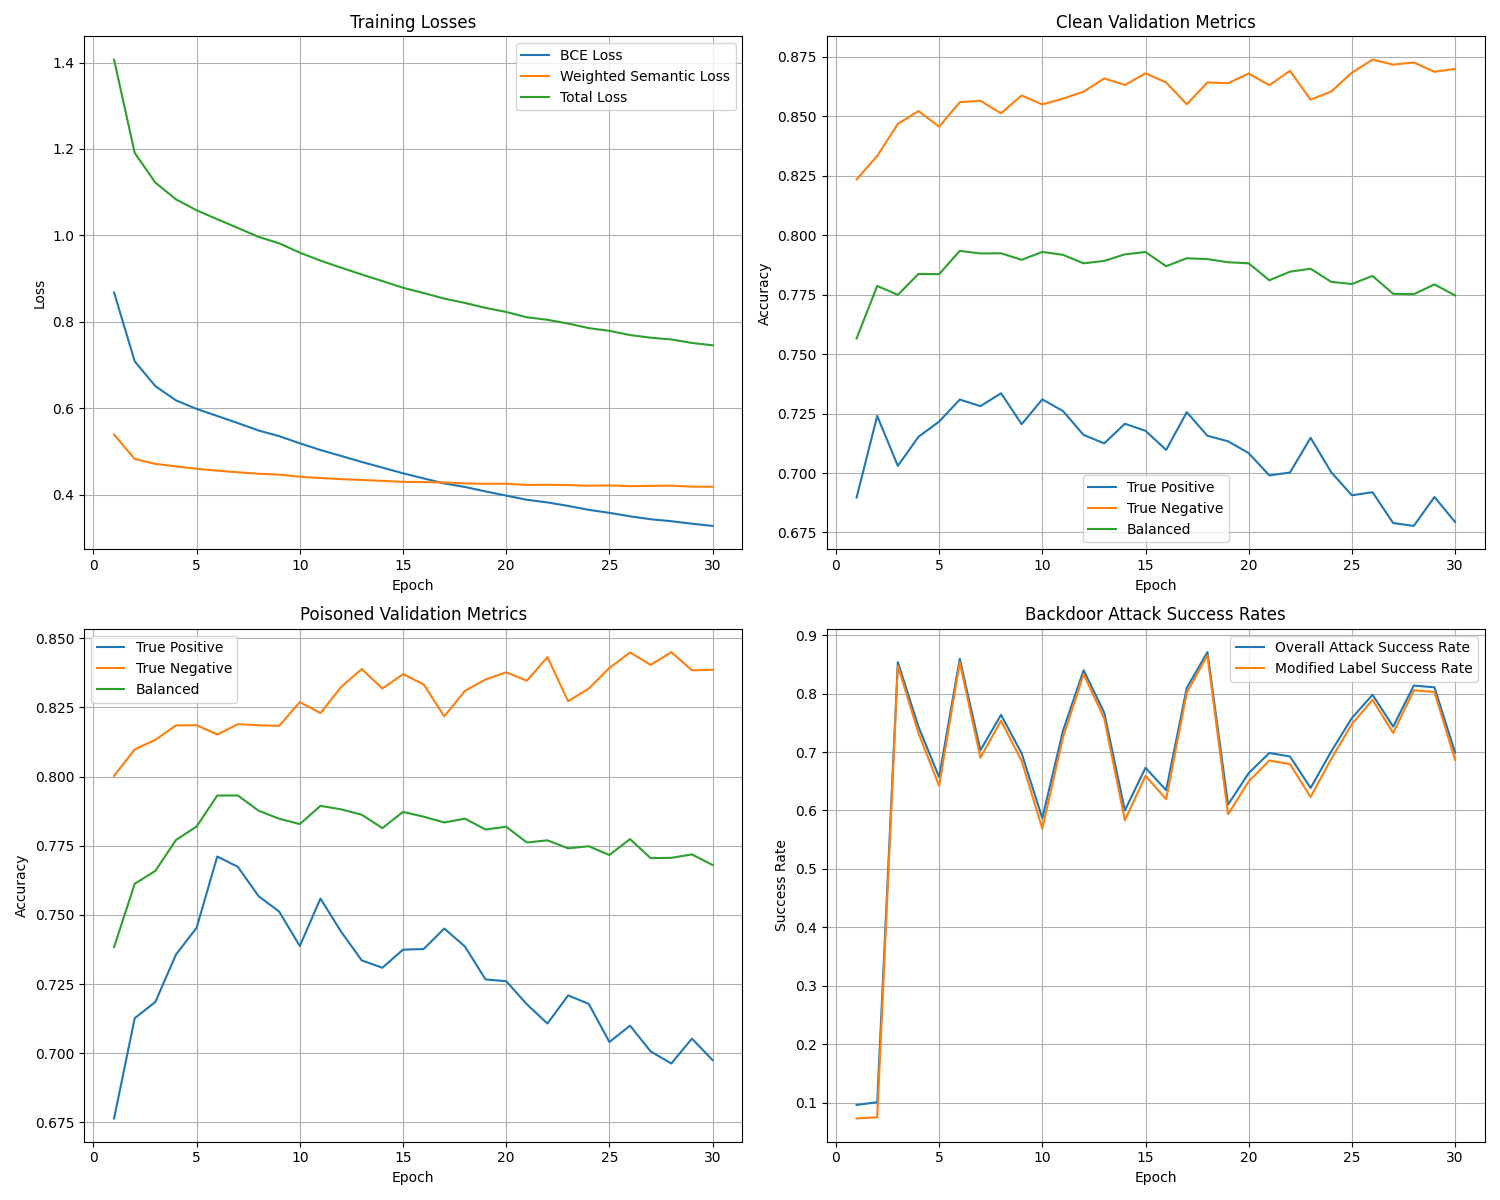 Training Losses
1.4
1.2
1.0
0.8
0.6
0.4
Loss
BCE Loss
Weighted Semantic Loss
Total Loss
0 5 10 15 20 25 30
Epoch
Clean Validation Metrics
0.875
0.850
0.825
0.800
0.775
0.750
0.725
0.700
0.675
Accuracy
True Positive
True Negative
Balanced
0 5 10 15 20 25 30
Epoch
Poisoned Validation Metrics
0.850
0.825
0.800
0.775
0.750
0.725
0.700
0.675
Accuracy
True Positive
True Negative
Balanced
0 5 10 15 20 25 30
Epoch
Backdoor Attack Success Rates
0.9
0.8
0.7
0.6
0.5
0.4
0.3
0.2
0.1
Success Rate
Overall Attack Success Rate
Modified Label Success Rate
0 5 10 15 20 25 30
Epoch